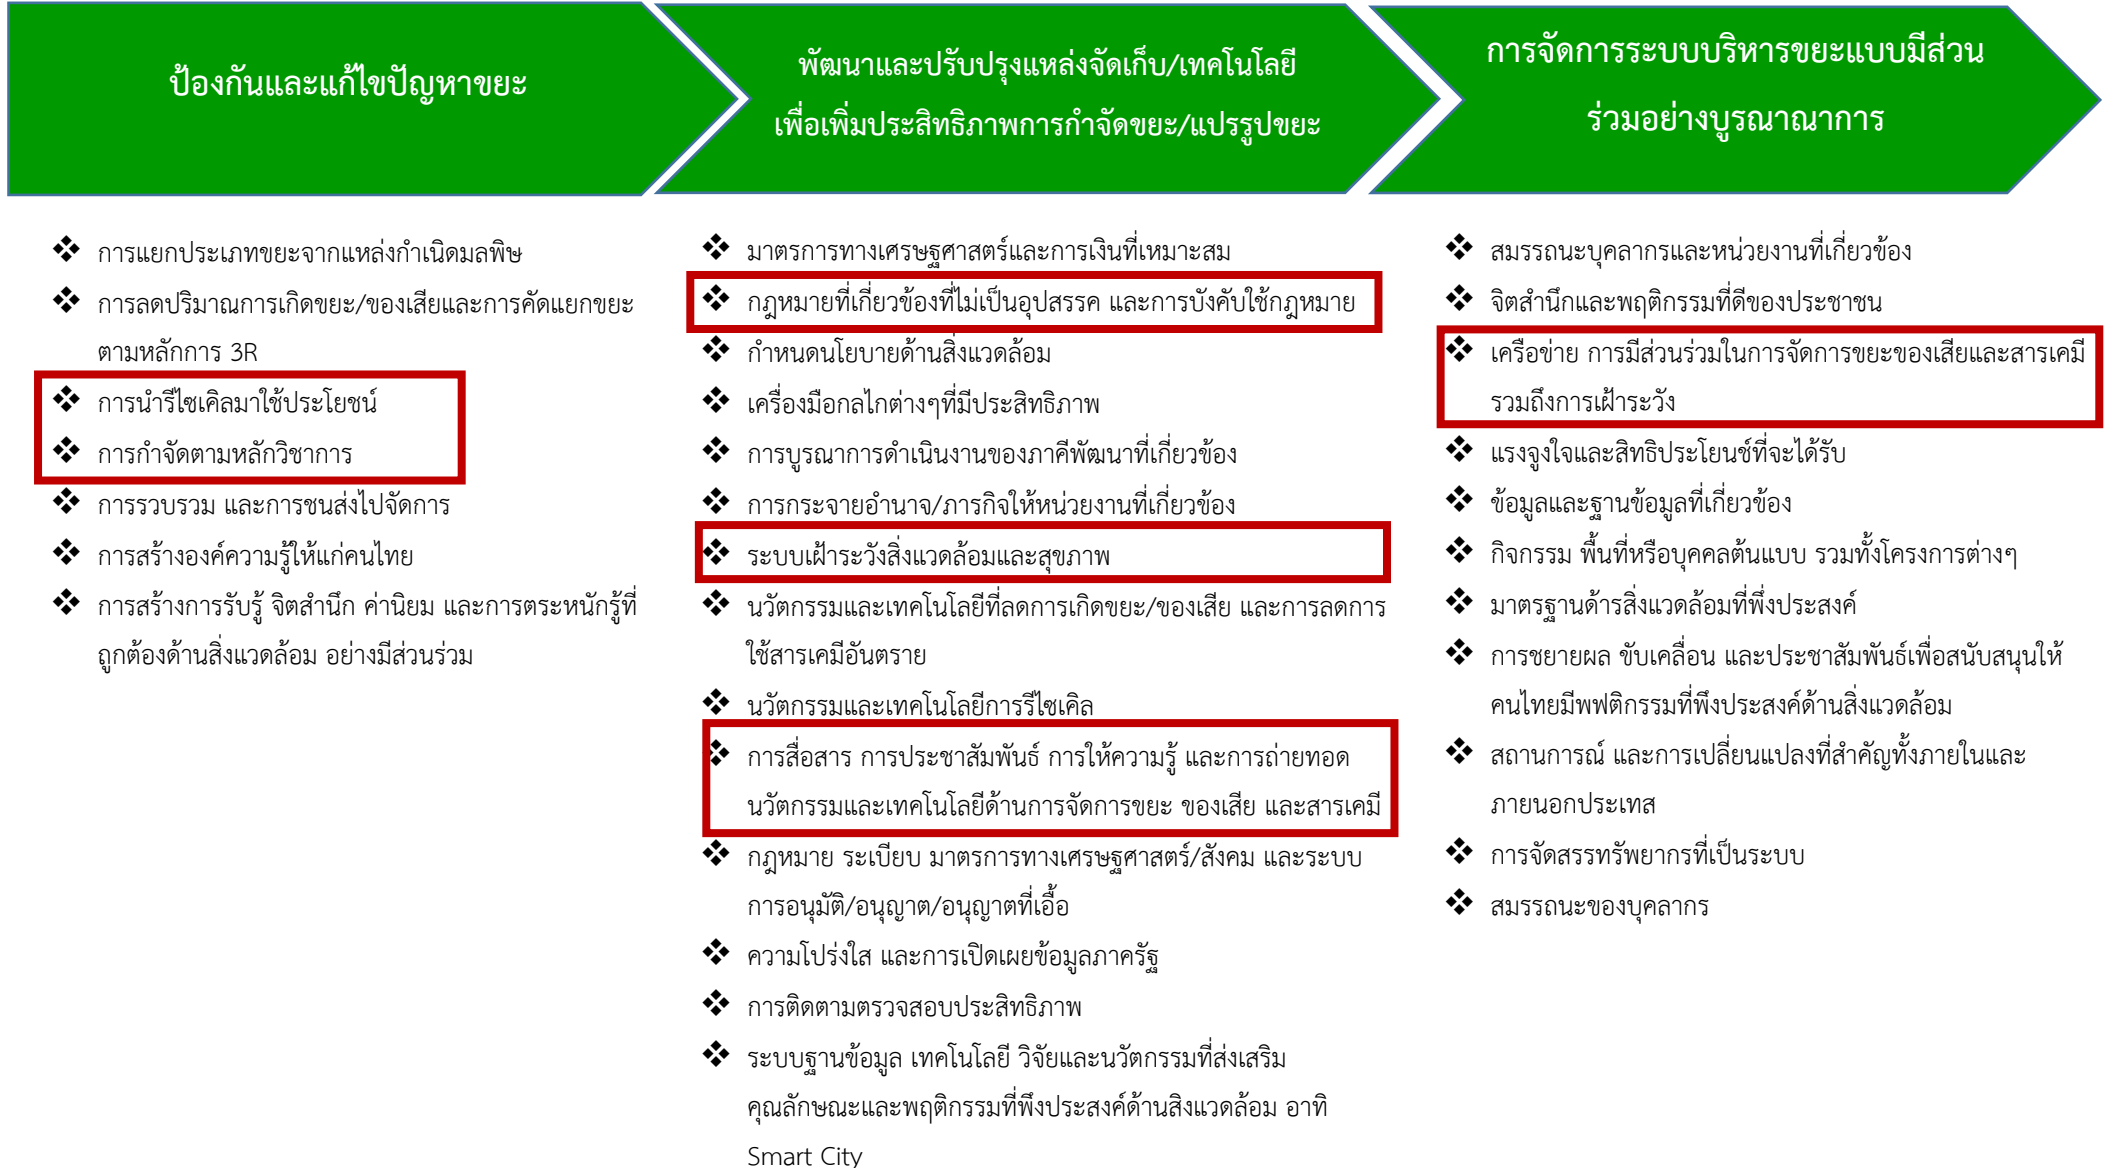 ป้องกันและแก้ไขปัญหาขยะ
พัฒนาและปรับปรุงแหล่งจัดเก็บ/เทคโนโลยี
เพื่อเพิ่มประสิทธิภาพการกำจัดขยะ/แปรรูปขยะ
การจัดการระบบบริหารขยะแบบมีส่วน
ร่วมอย่างบูรณาณาการ
❖ การแยกประเภทขยะจากแหล่งกำเนิดมลพิษ
❖ การลดปริมาณการเกิดขยะ/ของเสียและการคัดแยกขยะ
ตามหลักการ 3R
❖ การนำรีไซเคิลมาใช้ประโยชน์
❖ การกำจัดตามหลักวิชาการ
❖ การรวบรวม และการชนส่งไปจัดการ
❖ การสร้างองค์ความรู้ให้แก่คนไทย
❖ การสร้างการรับรู้ จิตสำนึก ค่านิยม และการตระหนักรู้ที่
ถูกต้องด้านสิ่งแวดล้อม อย่างมีส่วนร่วม
❖ มาตรการทางเศรษฐศาสตร์และการเงินที่เหมาะสม
❖ กฎหมายที่เกี่ยวข้องที่ไม่เป็นอุปสรรค และการบังคับใช้กฎหมาย
❖ กำหนดนโยบายด้านสิ่งแวดล้อม
❖ เครื่องมือกลไกต่างๆที่มีประสิทธิภาพ
❖ การบูรณาการดำเนินงานของภาคีพัฒนาที่เกี่ยวข้อง
❖ การกระจายอำนาจ/ภารกิจให้หน่วยงานที่เกี่ยวข้อง
❖ ระบบเฝ้าระวังสิ่งแวดล้อมและสุขภาพ
❖ นวัตกรรมและเทคโนโลยีที่ลดการเกิดขยะ/ของเสีย และการลดการ
ใช้สารเคมีอันตราย
❖ นวัตกรรมและเทคโนโลยีการรีไซเคิล
❖ การสื่อสาร การประชาสัมพันธ์ การให้ความรู้ และการถ่ายทอด
นวัตกรรมและเทคโนโลยีด้านการจัดการขยะ ของเสีย และสารเคมี
❖ กฎหมาย ระเบียบ มาตรการทางเศรษฐศาสตร์/สังคม และระบบ
การอนุมัติ/อนุญาต/อนุญาตที่เอื้อ
❖ ความโปร่งใส และการเปิดเผยข้อมูลภาครัฐ
❖ การติดตามตรวจสอบประสิทธิภาพ
❖ ระบบฐานข้อมูล เทคโนโลยี วิจัยและนวัตกรรมที่ส่งเสริม
คุณลักษณะและพฤติกรรมที่พึงประสงค์ด้านสิงแวดล้อม อาทิ
Smart City
❖ สมรรถนะบุคลากรและหน่วยงานที่เกี่ยวข้อง
❖ จิตสำนึกและพฤติกรรมที่ดีของประชาชน
❖ เครือข่าย การมีส่วนร่วมในการจัดการขยะของเสียและสารเคมี
รวมถึงการเฝ้าระวัง
❖ แรงจูงใจและสิทธิประโยนช์ที่จะได้รับ
❖ ข้อมูลและฐานข้อมูลที่เกี่ยวข้อง
❖ กิจกรรม พื้นที่หรือบุคคลต้นแบบ รวมทั้งโครงการต่างๆ
❖ มาตรฐานด้ารสิ่งแวดล้อมที่พึ่งประสงค์
❖ การชยายผล ขับเคลื่อน และประชาสัมพันธ์เพื่อสนับสนุนให้
คนไทยมีพฟติกรรมที่พึงประสงค์ด้านสิ่งแวดล้อม
❖ สถานการณ์ และการเปลี่ยนแปลงที่สำคัญทั้งภายในและ
ภายนอกประเทส
❖ การจัดสรรทรัพยากรที่เป็นระบบ
❖ สมรรถนะของบุคลากร